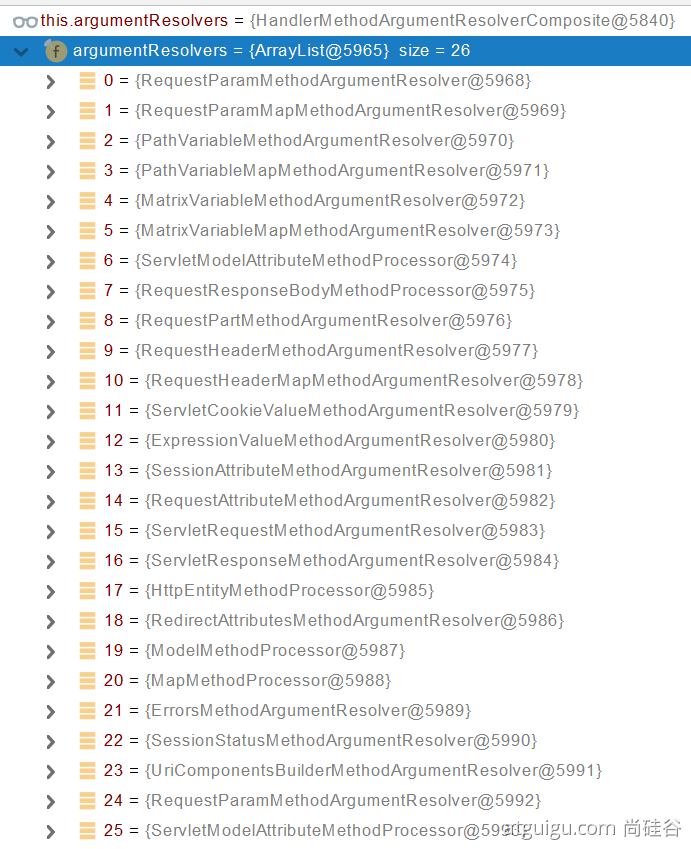 this.argumentResolvers = {HandlerMethodArgumentResolverComposite@5840}
f argumentResolvers = {ArrayList@5965} size = 26
0 = {RequestParamMethodArgumentResolver@5968}
1 = {RequestParamMapMethodArgumentResolver@5969}
2 = {PathVariableMethodArgumentResolver@5970}
3 = {PathVariableMapMethodArgumentResolver@5971}
4 = {MatrixVariableMethodArgumentResolver@5972}
5 = {MatrixVariableMapMethodArgumentResolver@5973}
6 = {ServletModelAttributeMethodProcessor@5974}
7 = {RequestResponseBodyMethodProcessor@5975}
8 = {RequestPartMethodArgumentResolver@5976}
9 = {RequestHeaderMethodArgumentResolver@5977}
10 = {RequestHeaderMapMethodArgumentResolver@5978}
11 = {ServletCookieValueMethodArgumentResolver@5979}
12 = {ExpressionValueMethodArgumentResolver@5980}
13 = {SessionAttributeMethodArgumentResolver@5981}
14 = {RequestAttributeMethodArgumentResolver@5982}
15 = {ServletRequestMethodArgumentResolver@5983}
16 = {ServletResponseMethodArgumentResolver@5984}
17 = {HttpEntityMethodProcessor@5985}
18 = {RedirectAttributesMethodArgumentResolver@5986}
19 = {ModelMethodProcessor@5987}
20 = {MapMethodProcessor@5988}
21 = {ErrorsMethodArgumentResolver@5989}
22 = {SessionStatusMethodArgumentResolver@5990}
23 = {UriComponentsBuilderMethodArgumentResolver@5991}
24 = {RequestParamMethodArgumentResolver@5992}
25 = {ServletModelAttributeMethodProcessor@5993}
atguigu.com 尚硅谷